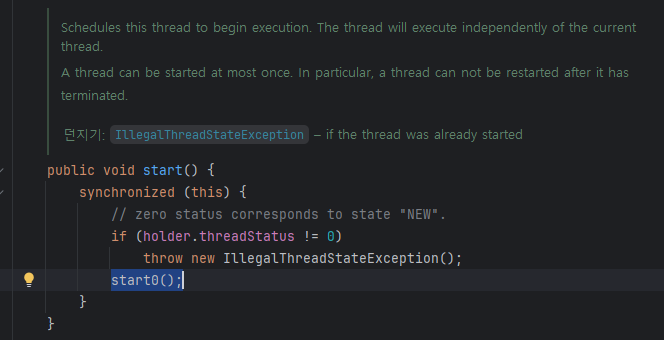 Schedules this thread to begin execution. The thread will execute independently of the current
thread.
A thread can be started at most once. In particular, a thread can not be restarted after it has
terminated.
던지기: IllegalThreadStateException – if the thread was already started
public void start() {
synchronized (this) {
// zero status corresponds to state "NEW".
if (holder.threadStatus != 0)
throw new IllegalThreadStateException();
start0();
}
}